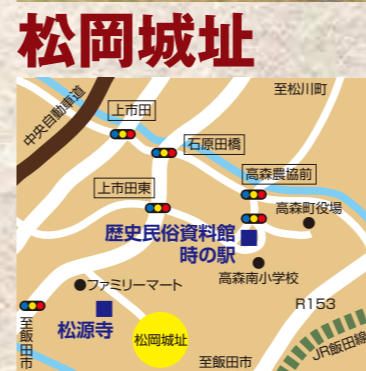 松岡城址
至松川町
中央自動車道
上市田
石原田橋
上市田東
高森農協前
高森町役場
歴史民俗資料館
時の駅
高森南小学校
ファミリーマート
R153
松源寺
松岡城址
至飯田市
至飯田市
JR飯田線